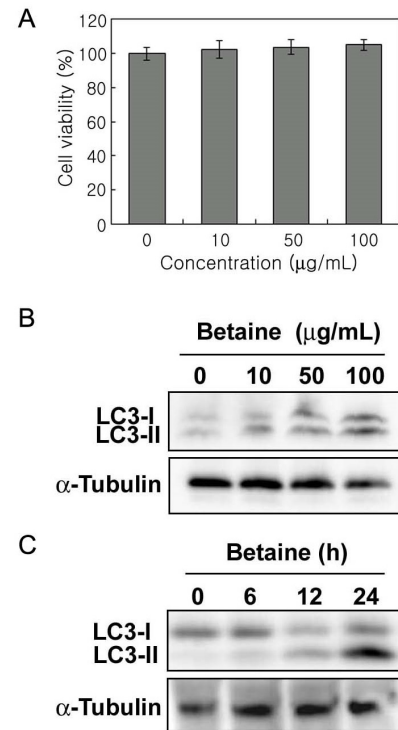 A
120
100
80
60
40
20
0
Cell viability (%)
0 10 50 100
Concentration (μg/mL)
B
Betaine (μg/mL)
0 10 50 100
LC3-I
LC3-II
α-Tubulin
C
Betaine (h)
0 6 12 24
LC3-I
LC3-II
α-Tubulin